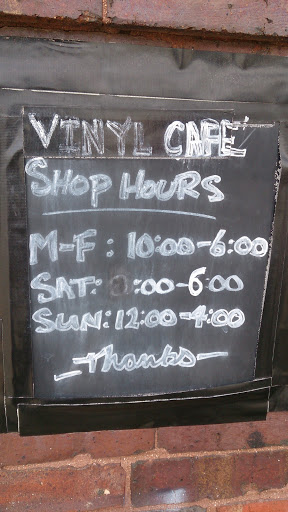 VINYL CAFÉ
SHOP HOURS
M-F: 10:00-6:00
SAT: :00-6:00
SUN: 12:00-4:00
-Thanks-